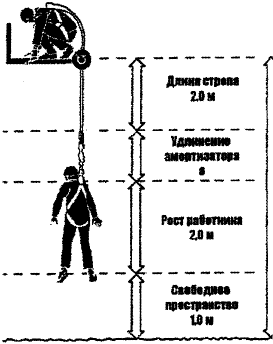 Длина стропа
2,0 м
Удлинение
амортизатора
в
Рост работника
2,0 м
Свободное
пространство
1,0 м